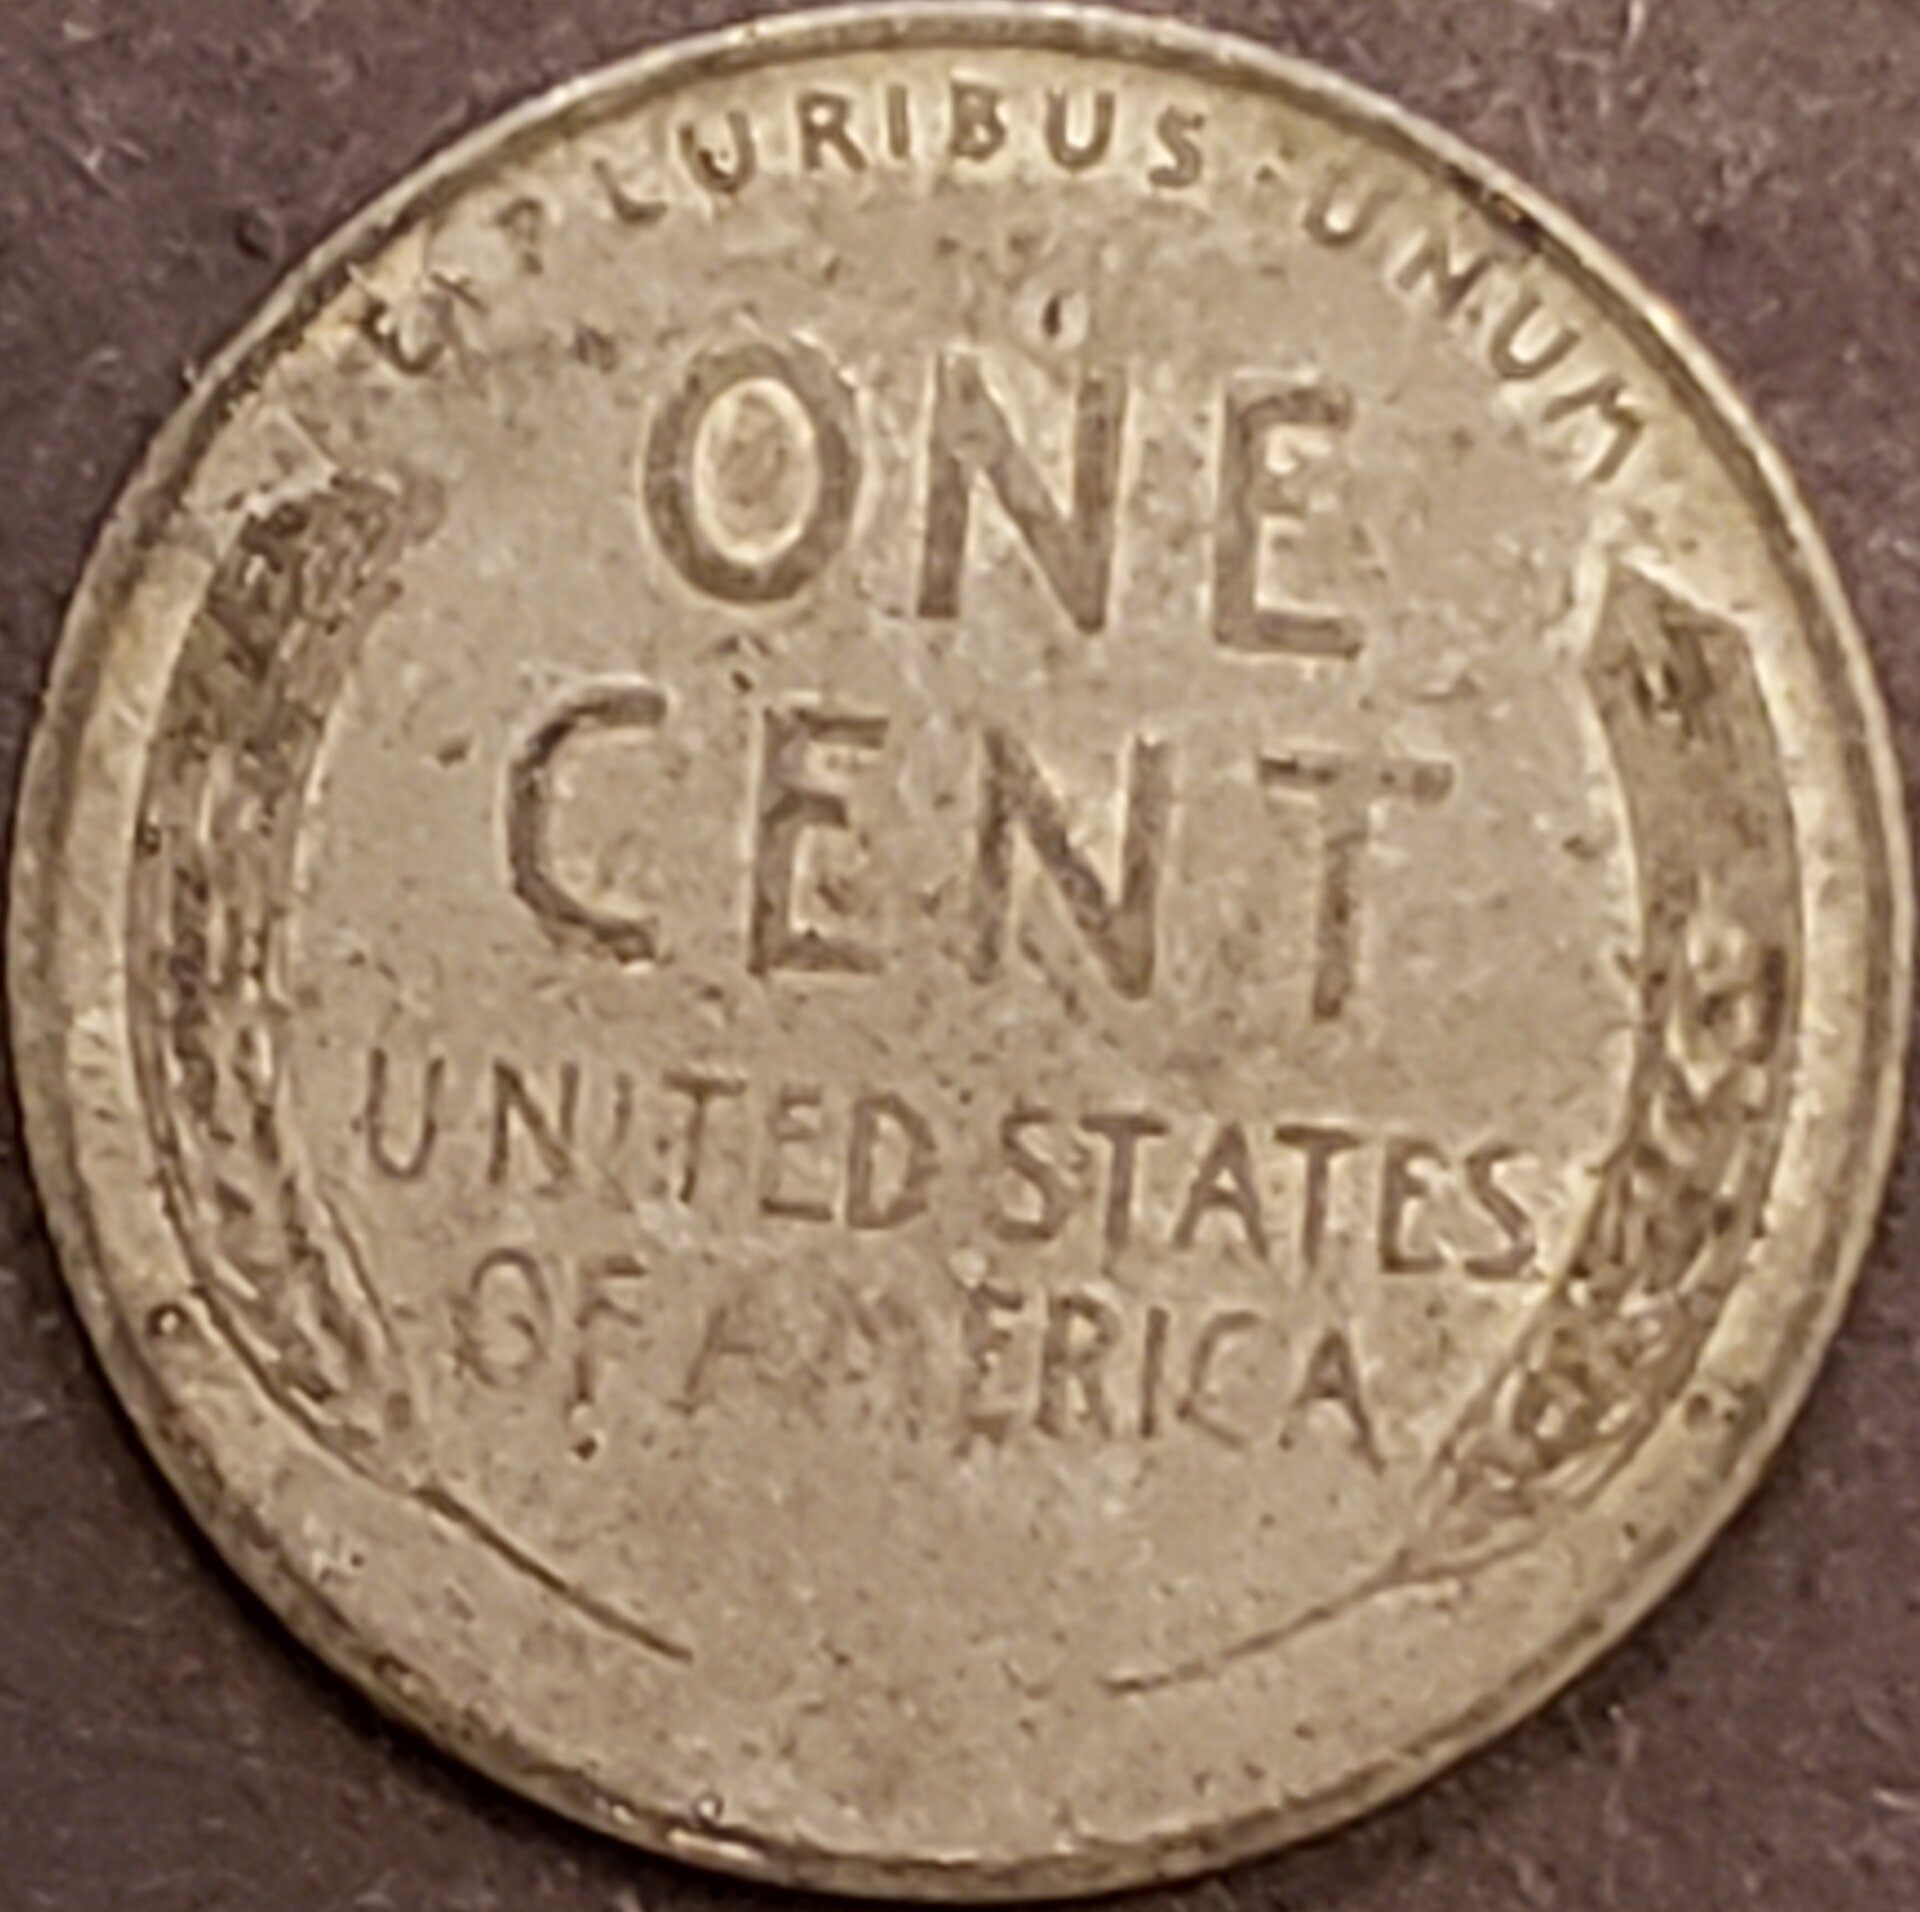 E PLURIBUS · UNUM
ONE
CENT
UNITED STATES
OF AMERICA